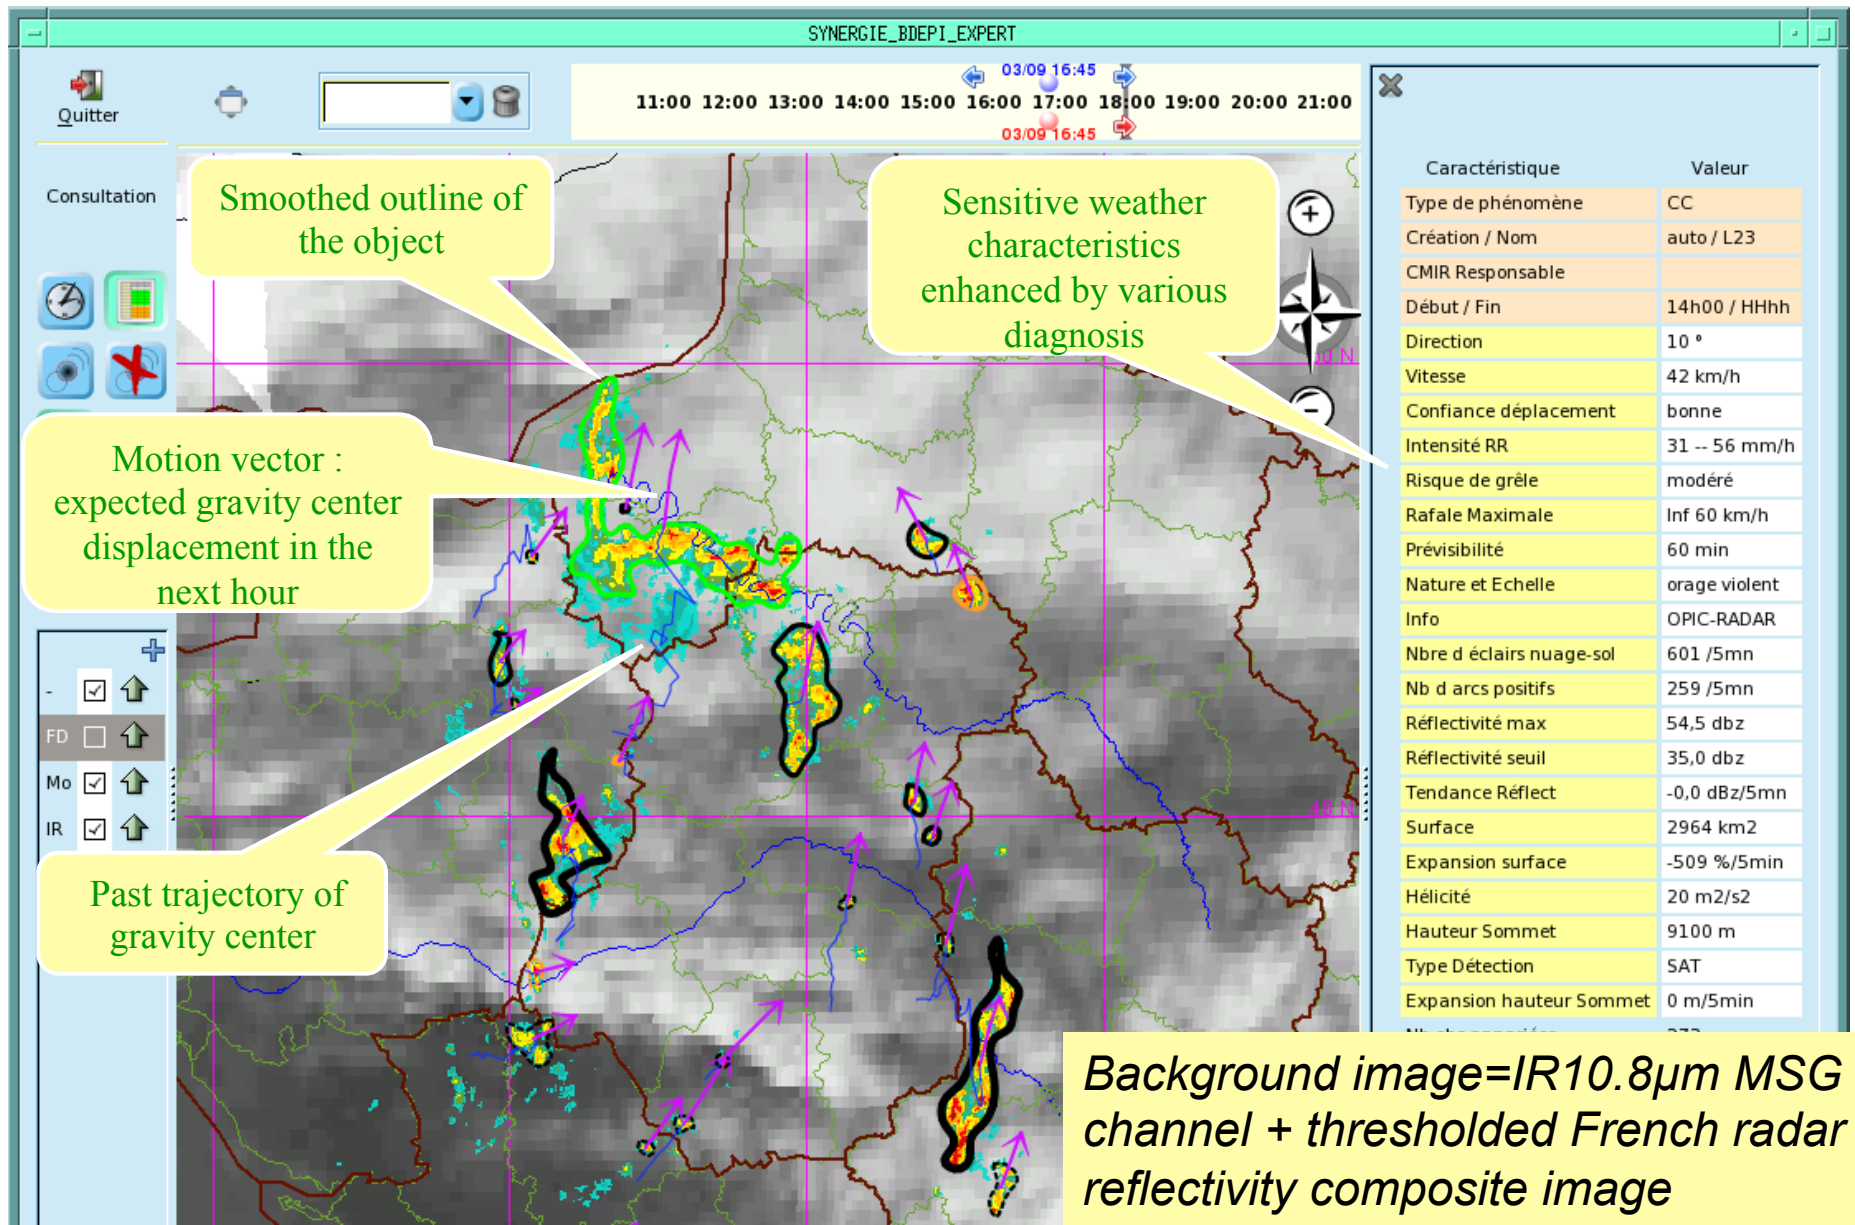 SYNERGIE_BDEPI_EXPERT
Quitter
03/09 16:45
11:00 12:00 13:00 14:00 15:00 16:00 17:00 18:00 19:00 20:00 21:00
03/09 16:45
Consultation
Smoothed outline of
the object
Sensitive weather
characteristics
enhanced by various
diagnosis
Motion vector :
expected gravity center
displacement in the
next hour
Past trajectory of
gravity center
-
FD
Mo
IR
Caractéristique Valeur
Type de phénomène CC
Création / Nom auto / L23
CMIR Responsable
Début / Fin 14h00 / HHhh
Direction 10 °
Vitesse 42 km/h
Confiance déplacement bonne
Intensité RR 31 -- 56 mm/h
Risque de grêle modéré
Rafale Maximale Inf 60 km/h
Prévisibilité 60 min
Nature et Echelle orage violent
Info OPIC-RADAR
Nbre d éclairs nuage-sol 601 /5mn
Nb d arcs positifs 259 /5mn
Réflectivité max 54,5 dbz
Réflectivité seuil 35,0 dbz
Tendance Réflect -0,0 dBz/5mn
Surface 2964 km2
Expansion surface -509 %/5min
Hélicité 20 m2/s2
Hauteur Sommet 9100 m
Type Détection SAT
Expansion hauteur Sommet 0 m/5min
Background image=IR10.8µm MSG
channel + thresholded French radar
reflectivity composite image